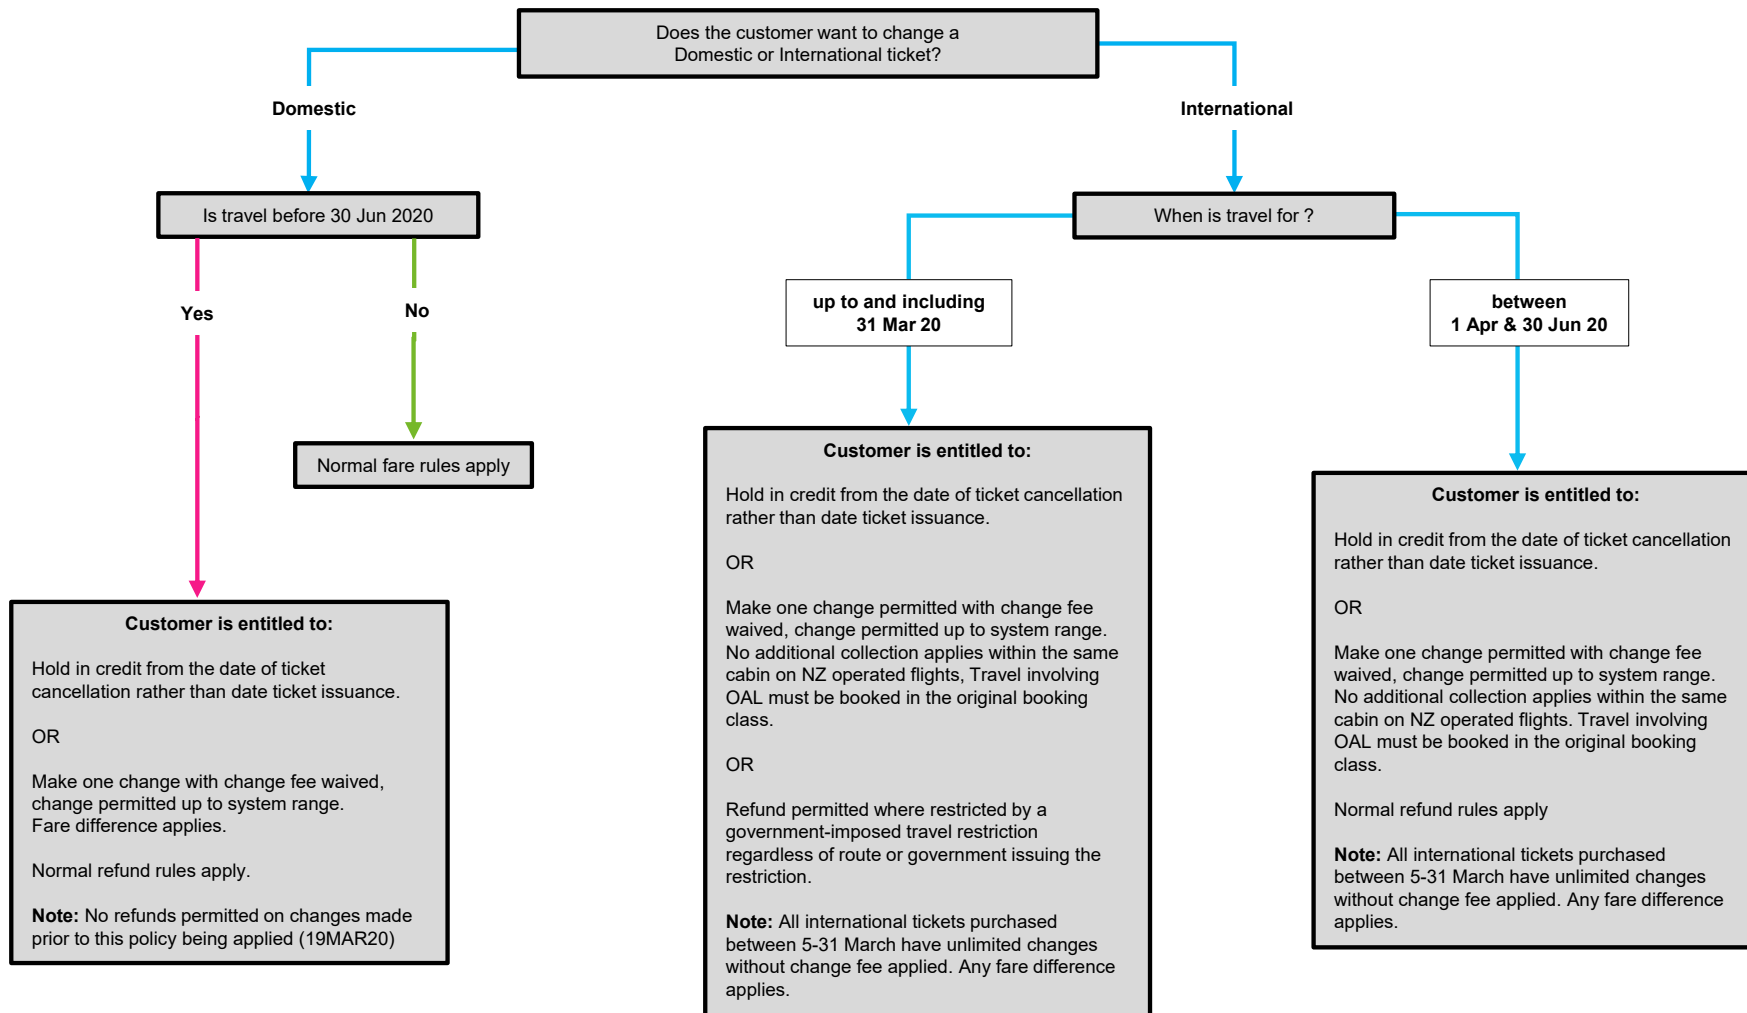 Does the customer want to change a
Domestic or International ticket?
Domestic
International
Is travel before 30 Jun 2020
When is travel for ?
Yes
No
up to and including
31 Mar 20
between
1 Apr & 30 Jun 20
Normal fare rules apply
Customer is entitled to:
Hold in credit from the date of ticket
cancellation rather than date ticket issuance.
OR
Make one change with change fee waived,
change permitted up to system range.
Fare difference applies.
Normal refund rules apply.
Note: No refunds permitted on changes made
prior to this policy being applied (19MAR20)
Customer is entitled to:
Hold in credit from the date of ticket cancellation
rather than date ticket issuance.
OR
Make one change permitted with change fee
waived, change permitted up to system range.
No additional collection applies within the same
cabin on NZ operated flights, Travel involving
OAL must be booked in the original booking
class.
OR
Refund permitted where restricted by a
government-imposed travel restriction
regardless of route or government issuing the
restriction.
Note: All international tickets purchased
between 5-31 March have unlimited changes
without change fee applied. Any fare difference
applies.
Customer is entitled to:
Hold in credit from the date of ticket cancellation
rather than date ticket issuance.
OR
Make one change permitted with change fee
waived, change permitted up to system range.
No additional collection applies within the same
cabin on NZ operated flights. Travel involving
OAL must be booked in the original booking
class.
Normal refund rules apply
Note: All international tickets purchased
between 5-31 March have unlimited changes
without change fee applied. Any fare difference
applies.